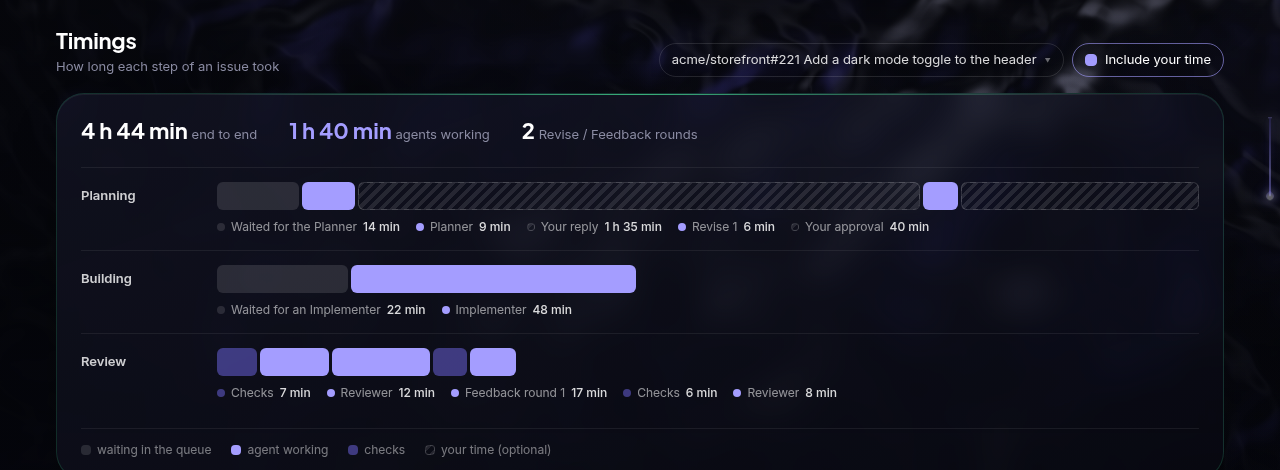 Timings
How long each step of an issue took
acme/storefront#221 Add a dark mode toggle to the header
Include your time
4 h 44 min end to end 1 h 40 min agents working 2 Revise / Feedback rounds
Planning
Waited for the Planner 14 min Planner 9 min Your reply 1 h 35 min Revise 1 6 min Your approval 40 min
Building
Waited for an Implementer 22 min Implementer 48 min
Review
Checks 7 min Reviewer 12 min Feedback round 1 17 min Checks 6 min Reviewer 8 min
waiting in the queue agent working checks your time (optional)